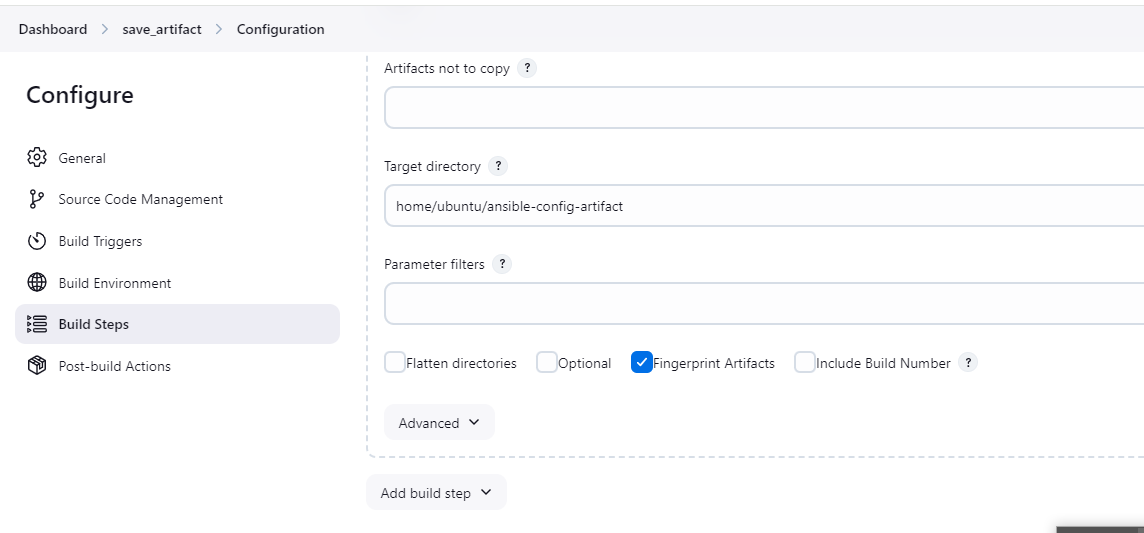 Dashboard > save_artifact > Configuration
Configure
General
Source Code Management
Build Triggers
Build Environment
Build Steps
Post-build Actions
Artifacts not to copy ?
Target directory ?
home/ubuntu/ansible-config-artifact
Parameter filters ?
Flatten directories Optional Fingerprint Artifacts Include Build Number ?
Advanced
Add build step